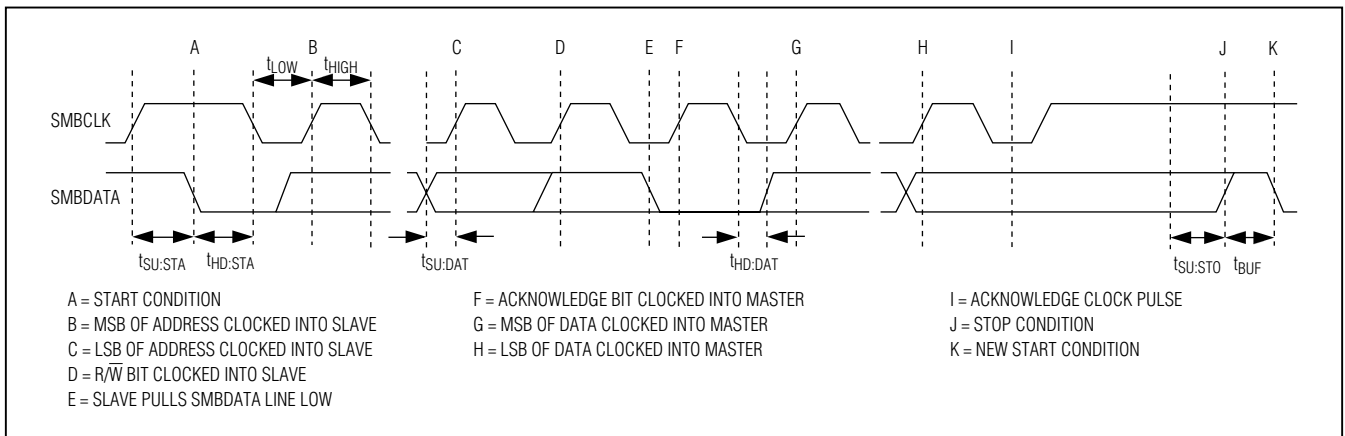 A B C D E F G H I J K
tLOW tHIGH
SMBCLK
SMBDATA
tSU:STA tHD:STA tSU:DAT tHD:DAT tSU:STO tBUF
A = START CONDITION
B = MSB OF ADDRESS CLOCKED INTO SLAVE
C = LSB OF ADDRESS CLOCKED INTO SLAVE
D = R/W̅ BIT CLOCKED INTO SLAVE
E = SLAVE PULLS SMBDATA LINE LOW
F = ACKNOWLEDGE BIT CLOCKED INTO MASTER
G = MSB OF DATA CLOCKED INTO MASTER
H = LSB OF DATA CLOCKED INTO MASTER
I = ACKNOWLEDGE CLOCK PULSE
J = STOP CONDITION
K = NEW START CONDITION